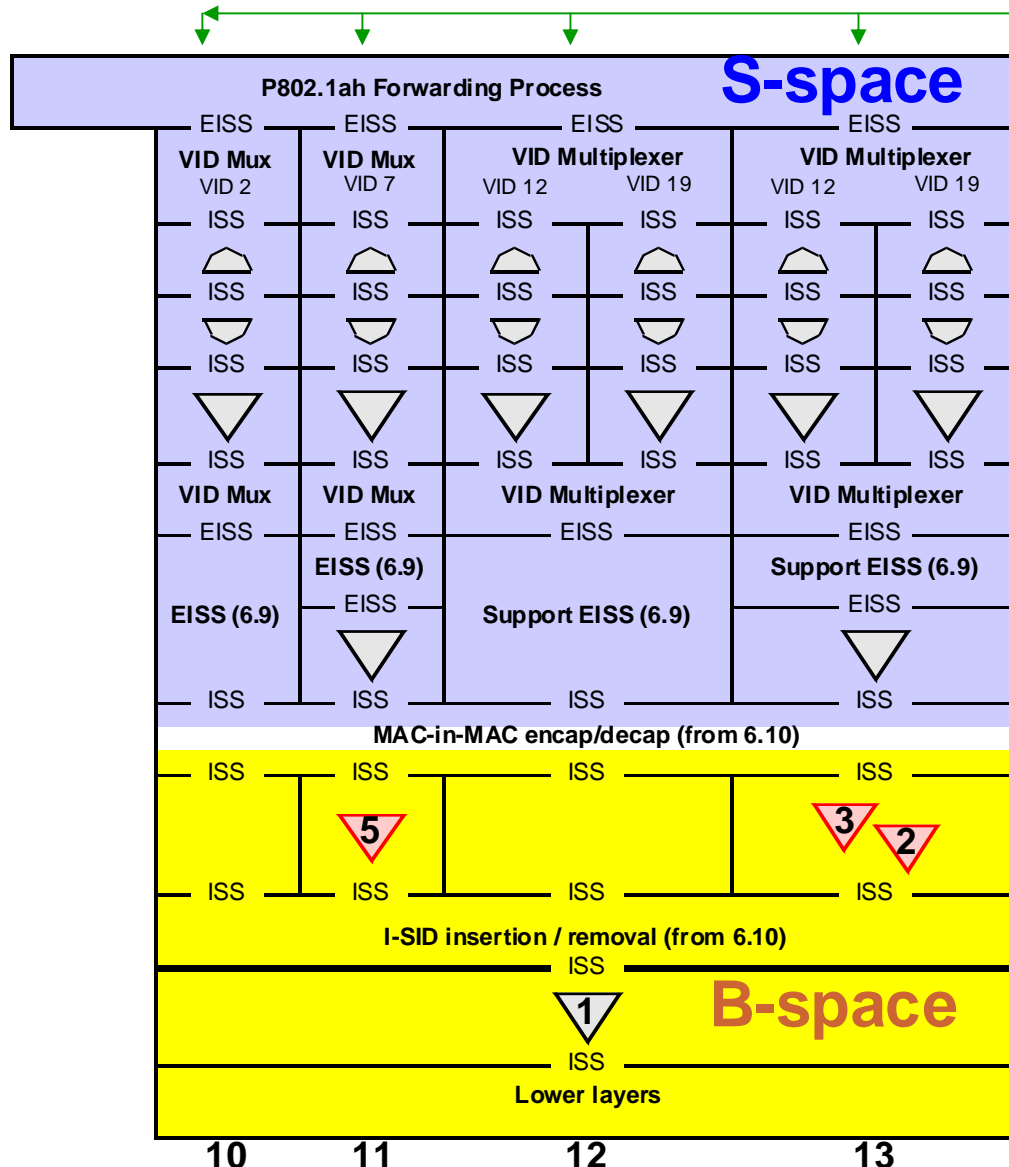 S-space
P802.1ah Forwarding Process
EISS EISS EISS EISS
VID Mux VID Mux VID Multiplexer VID Multiplexer
VID 2 VID 7 VID 12 VID 19 VID 12 VID 19
ISS ISS ISS ISS ISS ISS
ISS ISS ISS ISS ISS ISS
ISS ISS ISS ISS ISS ISS
ISS ISS ISS ISS ISS ISS
VID Mux VID Mux VID Multiplexer VID Multiplexer
EISS EISS EISS EISS
EISS (6.9) Support EISS (6.9)
EISS EISS
EISS (6.9) Support EISS (6.9)
ISS ISS ISS ISS
MAC-in-MAC encap/decap (from 6.10)
ISS ISS ISS ISS
5 3 2
ISS ISS ISS ISS
I-SID insertion / removal (from 6.10)
ISS
1 B-space
ISS
Lower layers
10 11 12 13